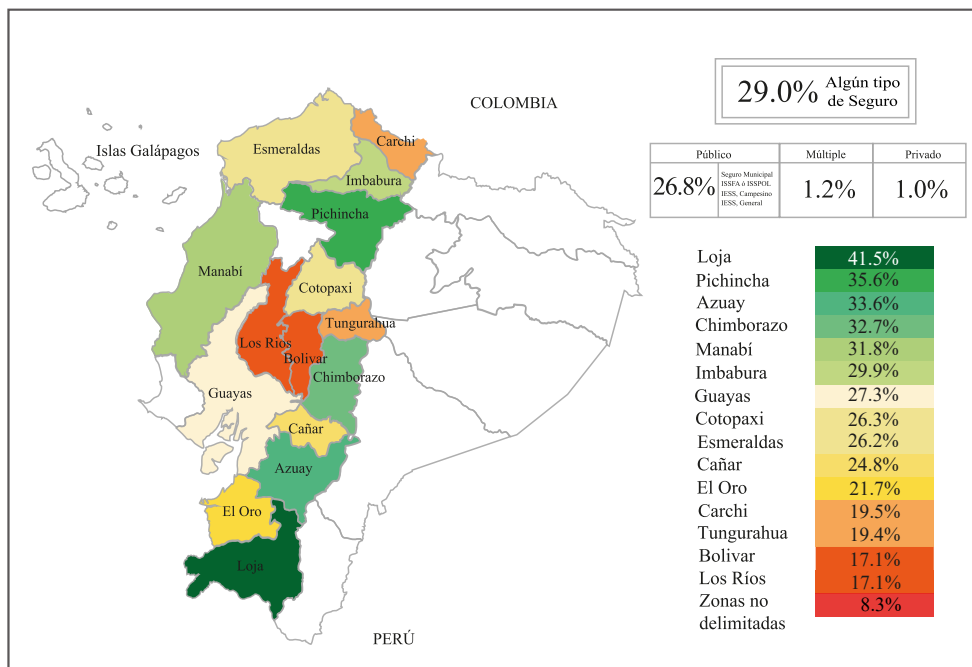 COLOMBIA
Islas Galápagos
Esmeraldas
Carchi
Imbabura
Pichincha
Manabí
Cotopaxi
Tungurahua
Los Ríos
Bolivar
Chimborazo
Guayas
Cañar
Azuay
El Oro
Loja
PERÚ
29.0% Algún tipo
de Seguro
Público Múltiple Privado
26.8% 1.2% 1.0%
Seguro Municipal
ISSFA ó ISSPOL
IESS, Campesino
IESS, General
Loja 41.5%
Pichincha 35.6%
Azuay 33.6%
Chimborazo 32.7%
Manabí 31.8%
Imbabura 29.9%
Guayas 27.3%
Cotopaxi 26.3%
Esmeraldas 26.2%
Cañar 24.8%
El Oro 21.7%
Carchi 19.5%
Tungurahua 19.4%
Bolivar 17.1%
Los Ríos 17.1%
Zonas no 8.3%
delimitadas